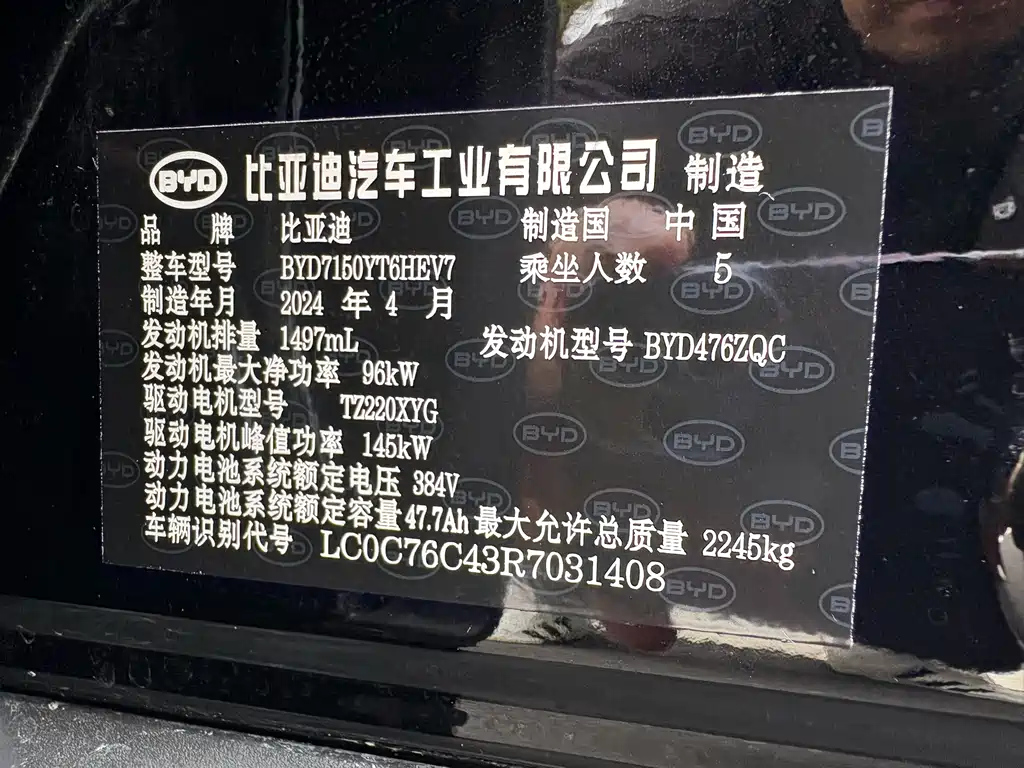 BYD 比亚迪汽车工业有限公司 制造
品 牌 比亚迪 制造国 中国
整车型号 BYD7150YT6HEV7 乘坐人数 5
制造年月 2024 年 4 月
发动机排量 1497mL 发动机型号 BYD476ZQC
发动机最大净功率 96kW
驱动电机型号 TZ220XYG
驱动电机峰值功率 145kW
动力电池系统额定电压 384V
动力电池系统额定容量 47.7Ah 最大允许总质量 2245kg
车辆识别代号 LC0C76C43R7031408